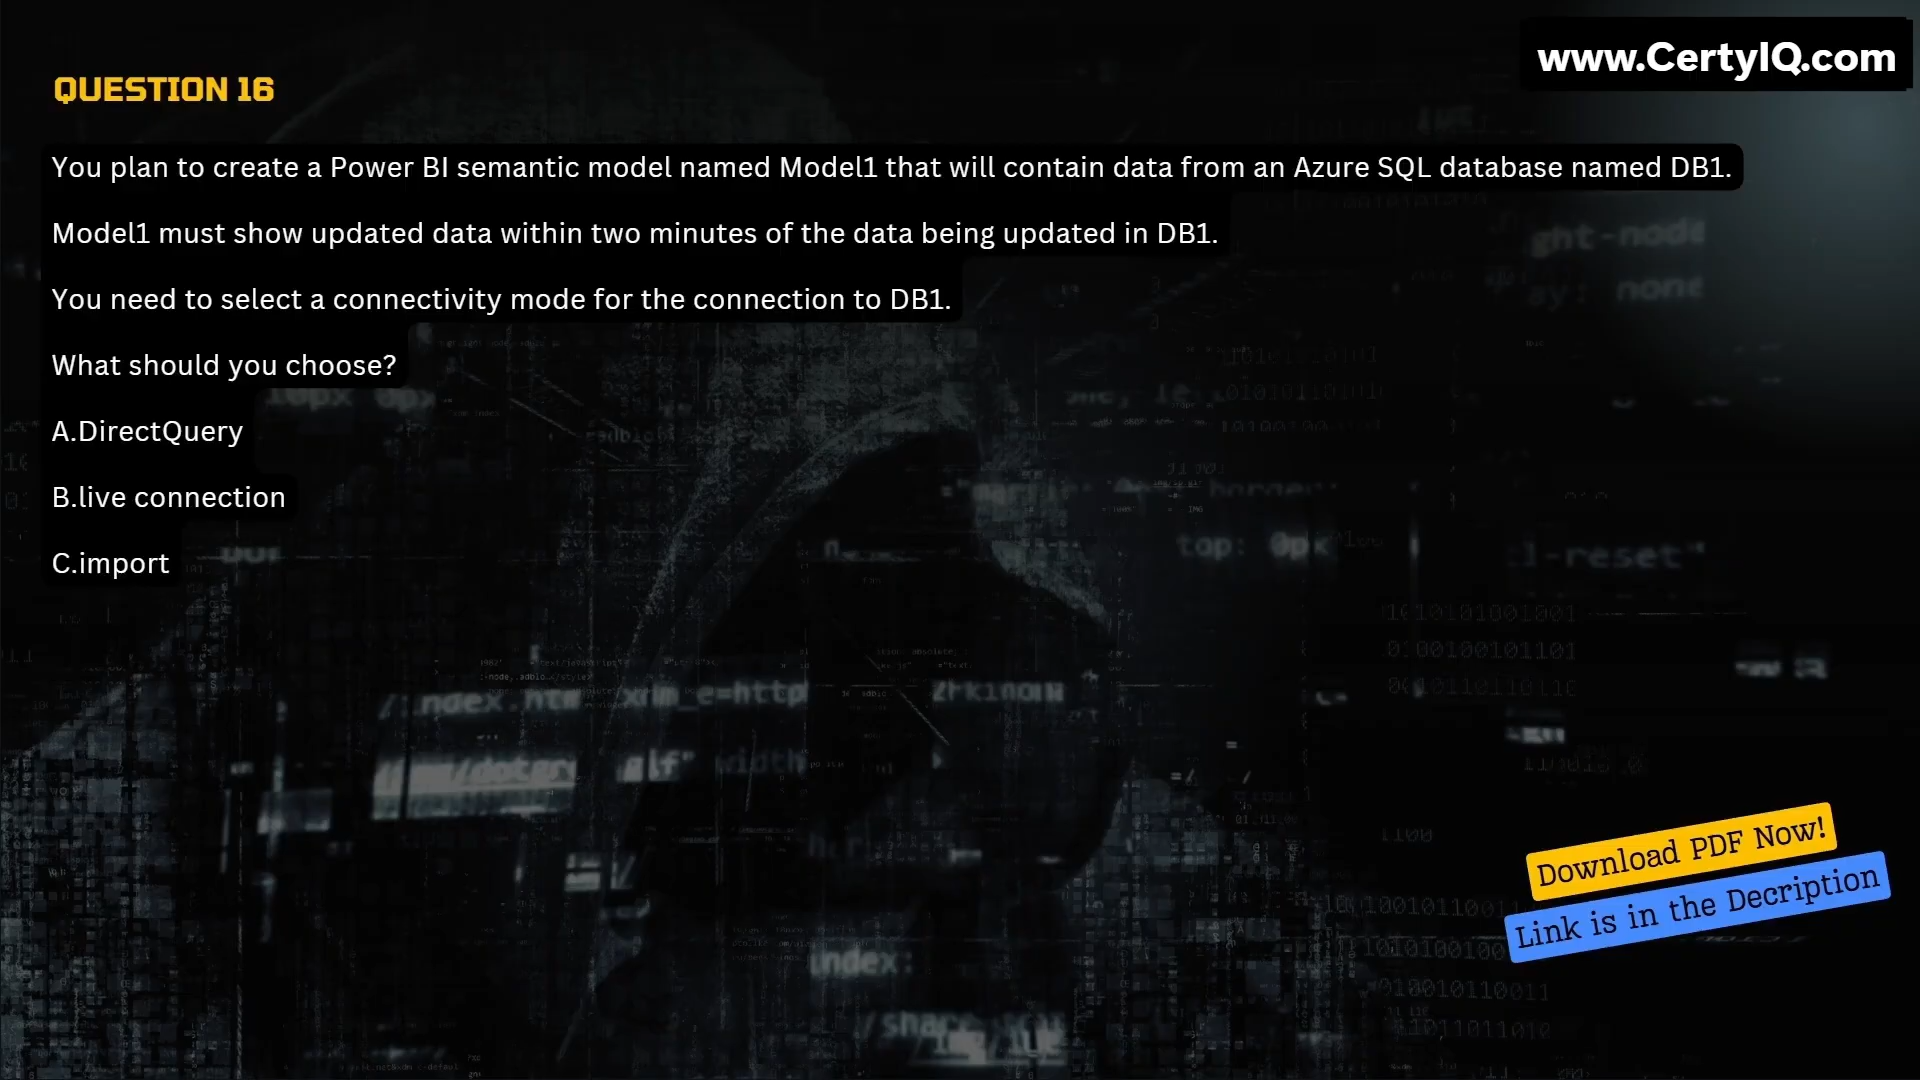 www.CertyIQ.com
QUESTION 16
You plan to create a Power BI semantic model named Model1 that will contain data from an Azure SQL database named DB1.
Model1 must show updated data within two minutes of the data being updated in DB1.
You need to select a connectivity mode for the connection to DB1.
What should you choose?
A.DirectQuery
B.live connection
C.import
Download PDF Now!
Link is in the Decription